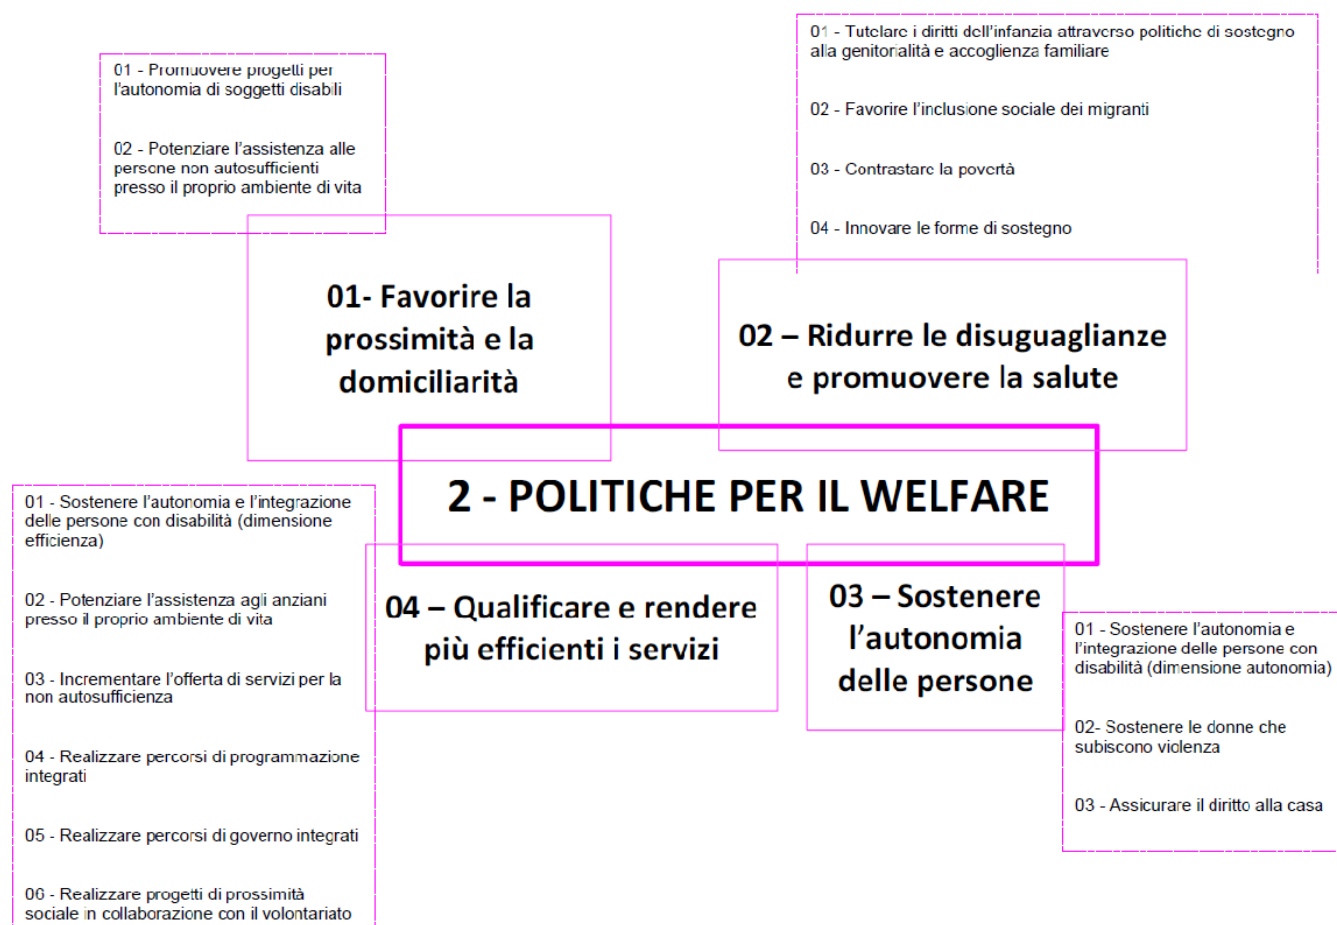 01 - Promuovere progetti per
l'autonomia di soggetti disabili
02 - Potenziare l'assistenza alle
persone non autosufficienti
presso il proprio ambiente di vita
01- Favorire la
prossimità e la
domiciliarità
01 - Tutelare i diritti dell'infanzia attraverso politiche di sostegno
alla genitorialità e accoglienza familiare
02 - Favorire l'inclusione sociale dei migranti
03 - Contrastare la povertà
04 - Innovare le forme di sostegno
02 – Ridurre le disuguaglianze
e promuovere la salute
2 - POLITICHE PER IL WELFARE
01 - Sostenere l'autonomia e l'integrazione
delle persone con disabilità (dimensione
efficienza)
02 - Potenziare l'assistenza agli anziani
presso il proprio ambiente di vita
03 - Incrementare l'offerta di servizi per la
non autosufficienza
04 - Realizzare percorsi di programmazione
integrati
05 - Realizzare percorsi di governo integrati
06 - Realizzare progetti di prossimità
sociale in collaborazione con il volontariato
04 – Qualificare e rendere
più efficienti i servizi
03 – Sostenere
l'autonomia
delle persone
01 - Sostenere l'autonomia e
l'integrazione delle persone con
disabilità (dimensione autonomia)
02- Sostenere le donne che
subiscono violenza
03 - Assicurare il diritto alla casa